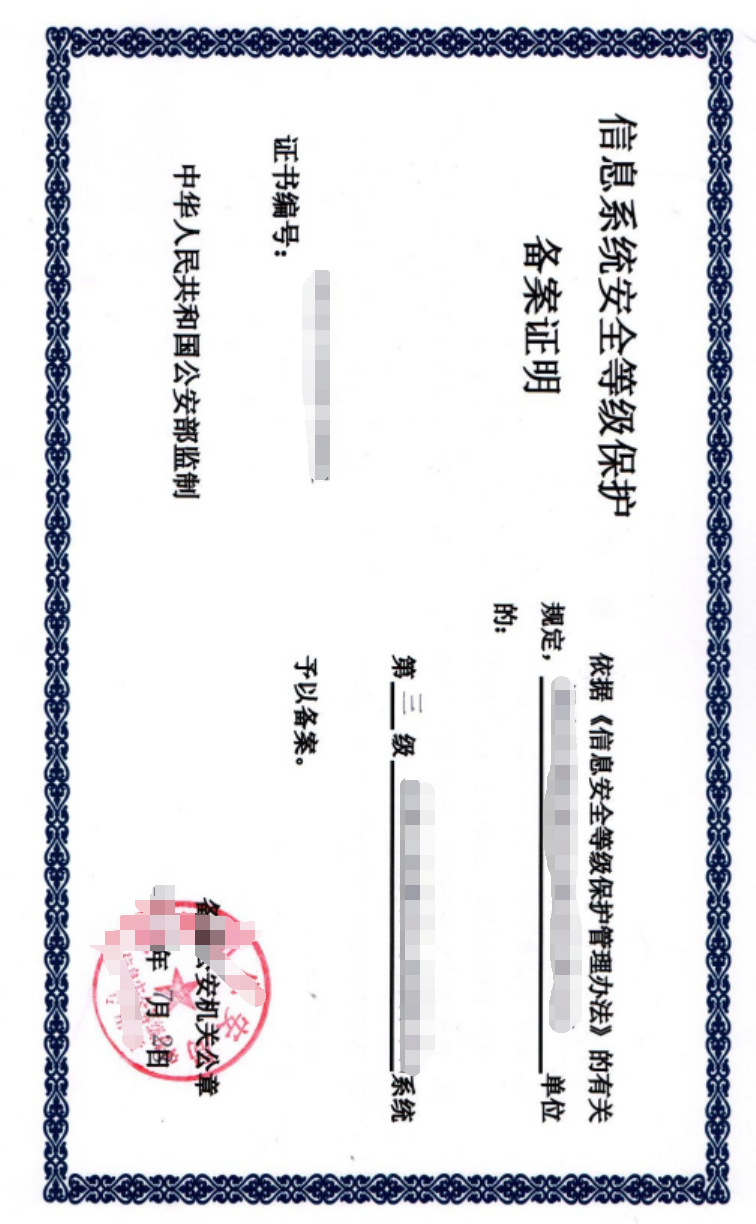 信息系统安全等级保护
备案证明
证书编号：
中华人民共和国公安部监制
依据《信息安全等级保护管理办法》的有关
规定，单位
的：
第三级系统
予以备案。
备公安机关公章
年7月2日